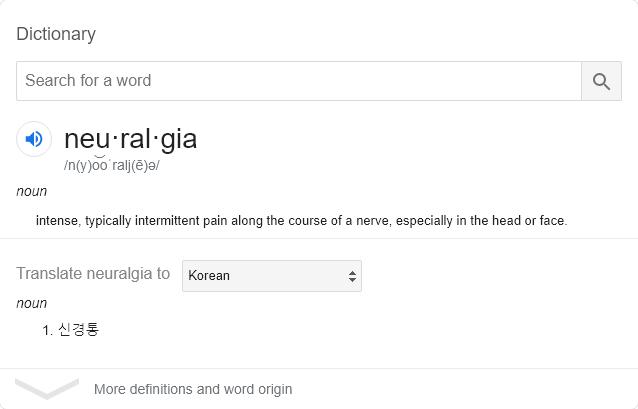 Dictionary
Search for a word
neu·ral·gia
/n(y)o͝oˈralj(ē)ə/
noun
intense, typically intermittent pain along the course of a nerve, especially in the head or face.
Translate neuralgia to Korean
noun
1. 신경통
More definitions and word origin